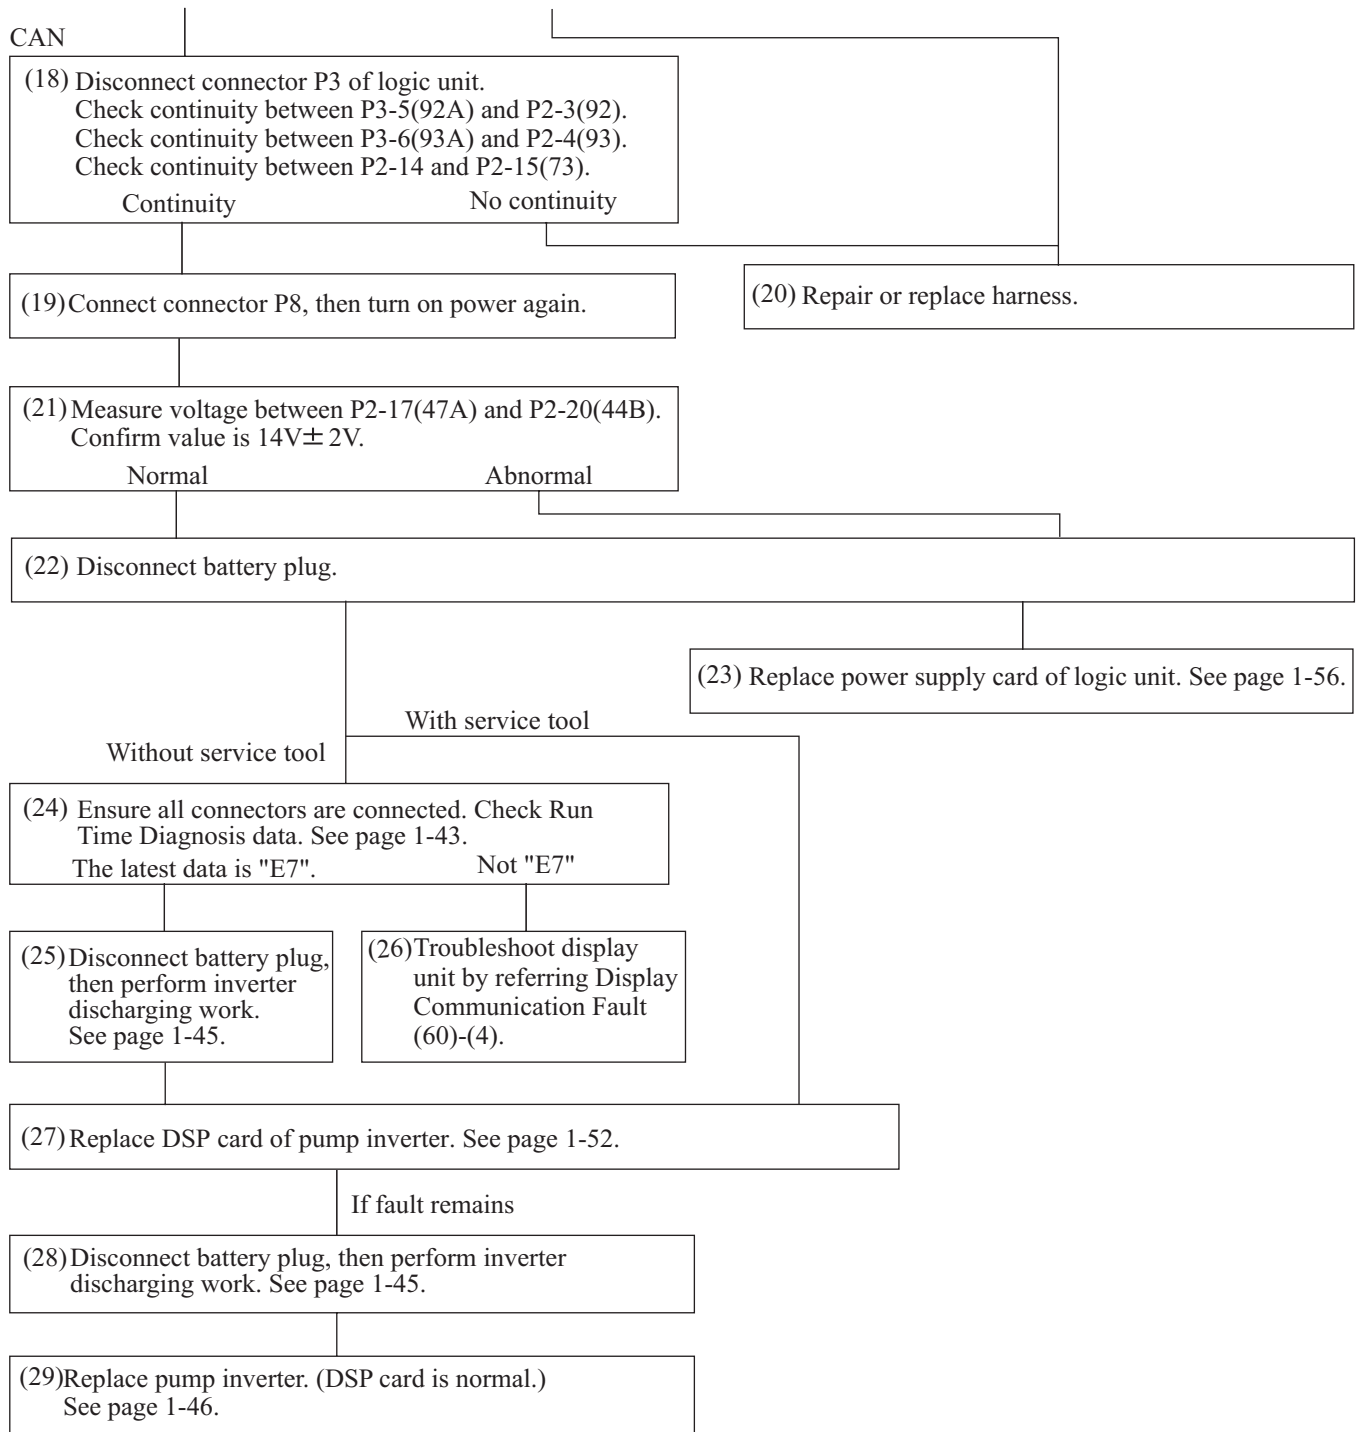 CAN
(18) Disconnect connector P3 of logic unit.
Check continuity between P3-5(92A) and P2-3(92).
Check continuity between P3-6(93A) and P2-4(93).
Check continuity between P2-14 and P2-15(73).
Continuity No continuity
(19) Connect connector P8, then turn on power again.
(20) Repair or replace harness.
(21) Measure voltage between P2-17(47A) and P2-20(44B).
Confirm value is 14V± 2V.
Normal Abnormal
(22) Disconnect battery plug.
(23) Replace power supply card of logic unit. See page 1-56.
With service tool
Without service tool
(24) Ensure all connectors are connected. Check Run
Time Diagnosis data. See page 1-43.
The latest data is "E7". Not "E7"
(25) Disconnect battery plug,
then perform inverter
discharging work.
See page 1-45.
(26) Troubleshoot display
unit by referring Display
Communication Fault
(60)-(4).
(27) Replace DSP card of pump inverter. See page 1-52.
If fault remains
(28) Disconnect battery plug, then perform inverter
discharging work. See page 1-45.
(29) Replace pump inverter. (DSP card is normal.)
See page 1-46.